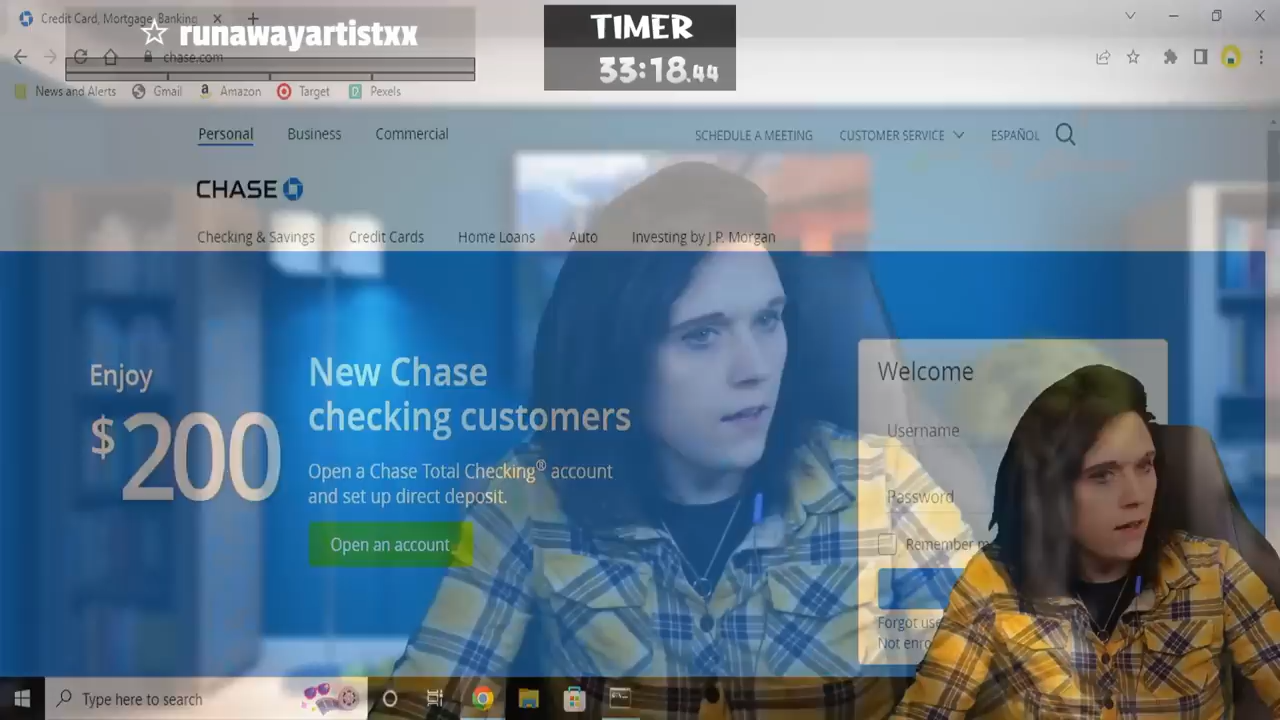 Credit Card, Mortgage, Banking
☆ runawayartistxx
TIMER
33:18.44
chase.com
News and Alerts Gmail Amazon Target Pexels
Personal Business Commercial SCHEDULE A MEETING CUSTOMER SERVICE ESPAÑOL
CHASE
Checking & Savings Credit Cards Home Loans Auto Investing by J.P. Morgan
Enjoy
$200
New Chase
checking customers
Open a Chase Total Checking® account
and set up direct deposit.
Open an account
Welcome
Username
Password
Remember
Forgot
Not
Type here to search